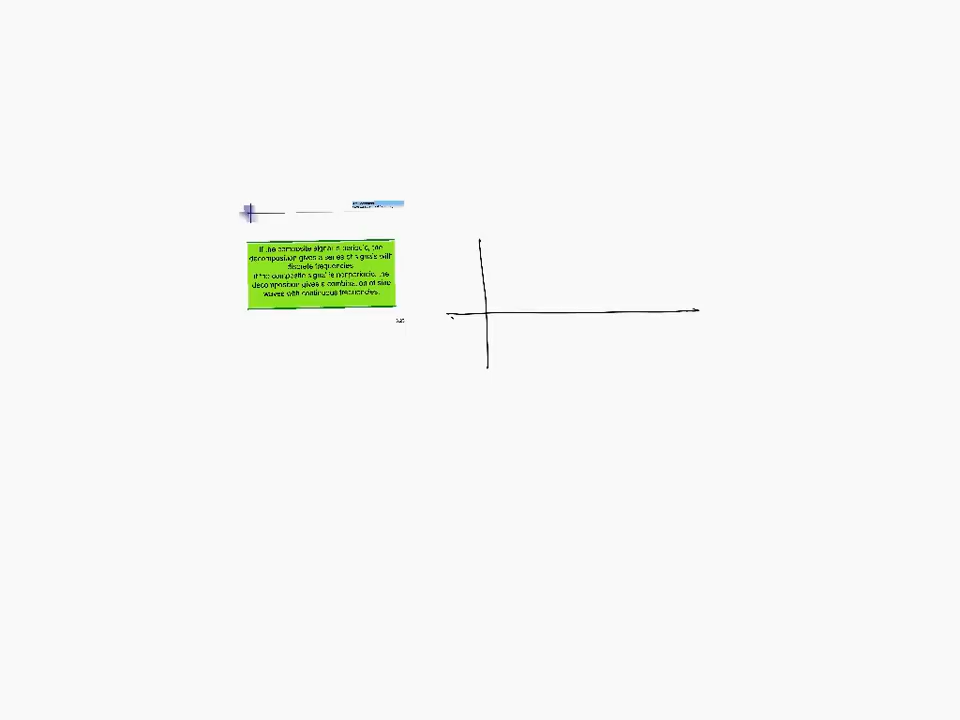 If the composite signal is periodic, the
decomposition gives a series of signals with
discrete frequencies;
if the composite signal is nonperiodic, the
decomposition gives a combination of sine
waves with continuous frequencies.